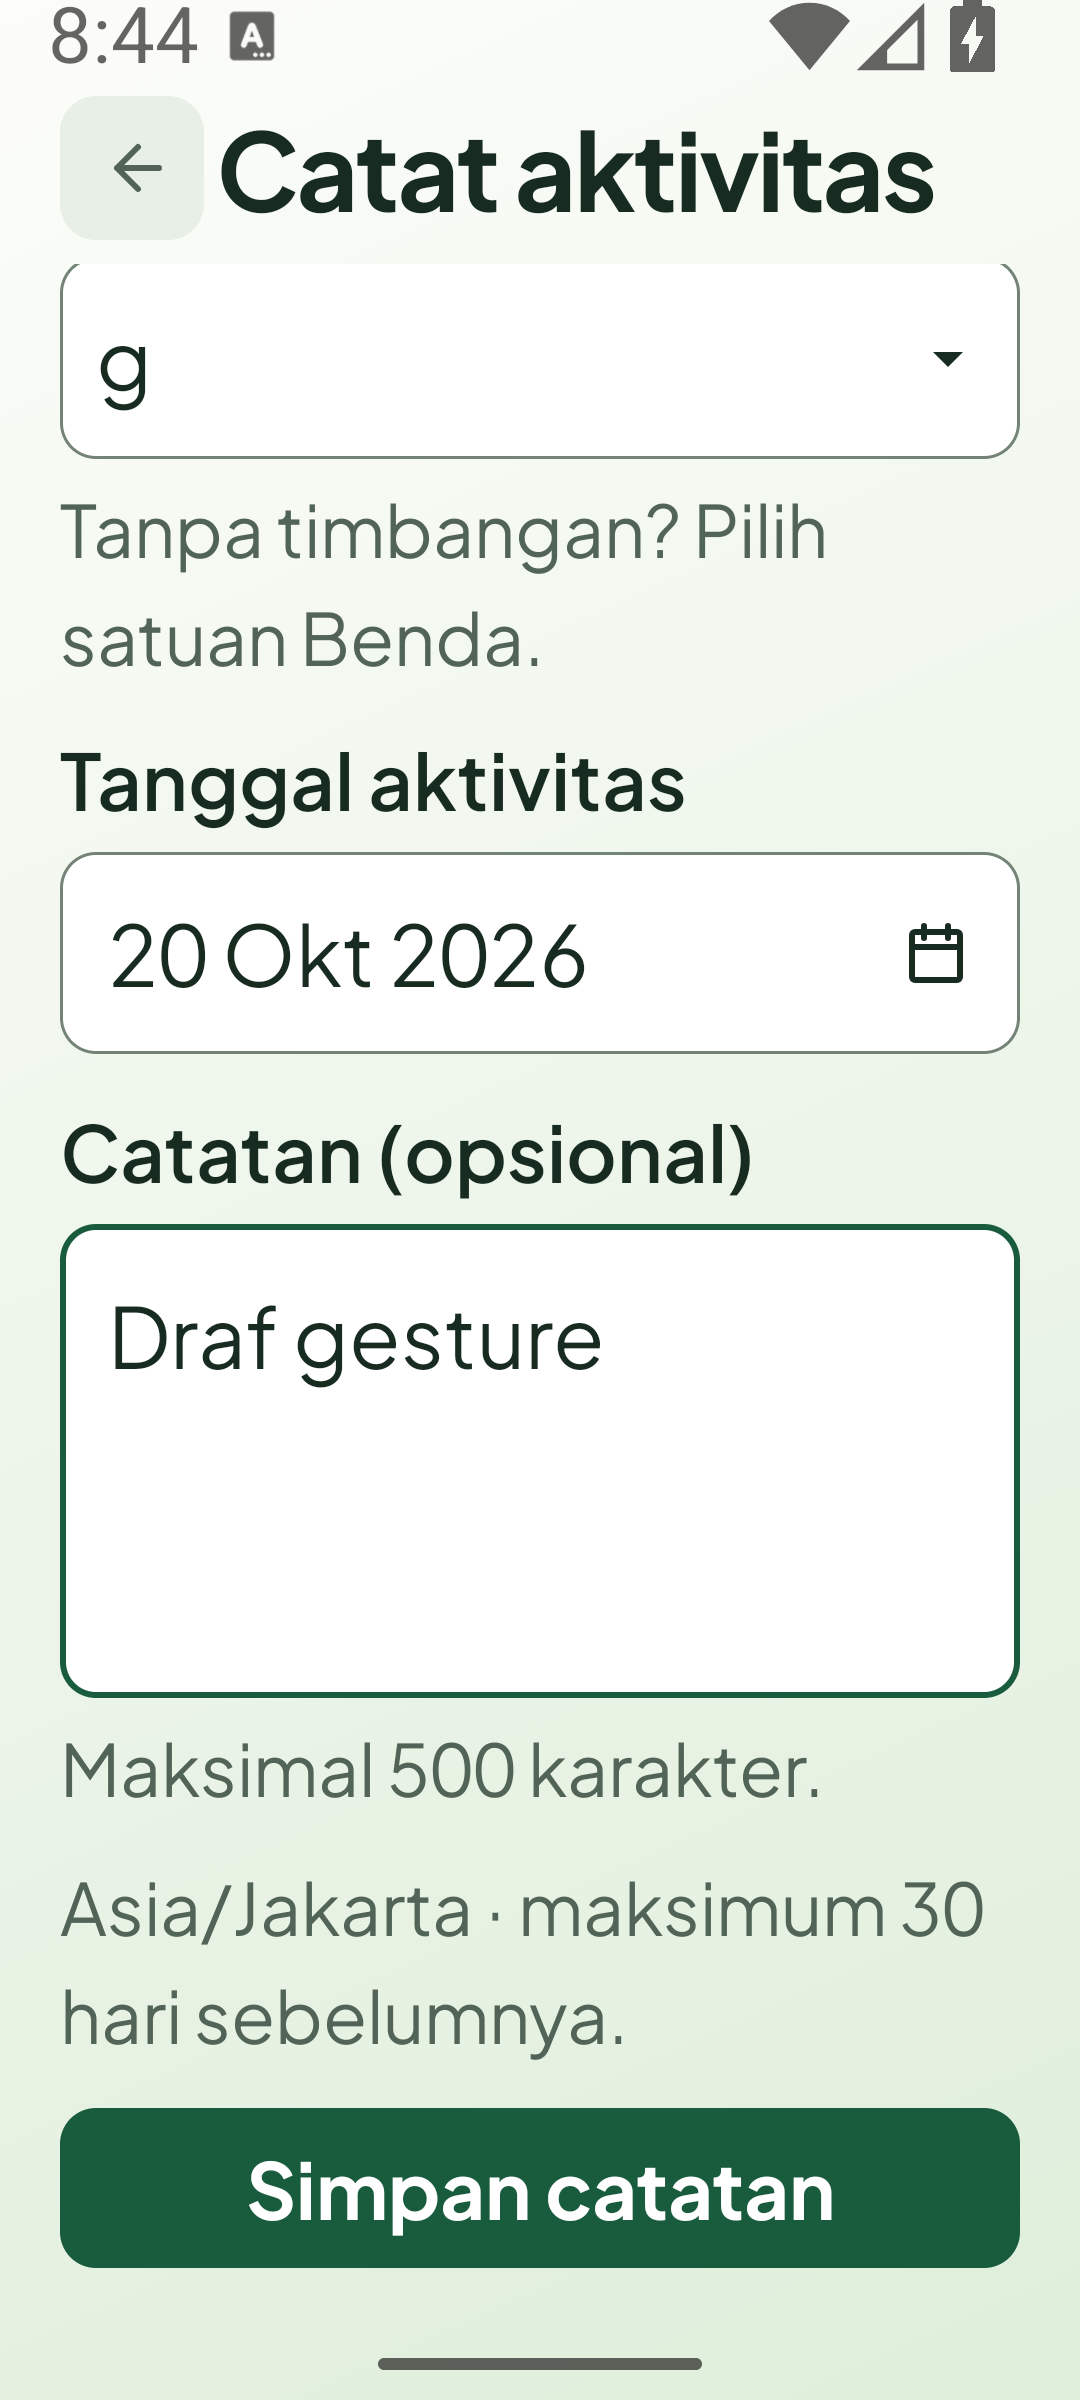 8:44
A
Catat aktivitas
g
Tanpa timbangan? Pilih
satuan Benda.
Tanggal aktivitas
20 Okt 2026
Catatan (opsional)
Draf gesture
Maksimal 500 karakter.
Asia/Jakarta · maksimum 30
hari sebelumnya.
Simpan catatan